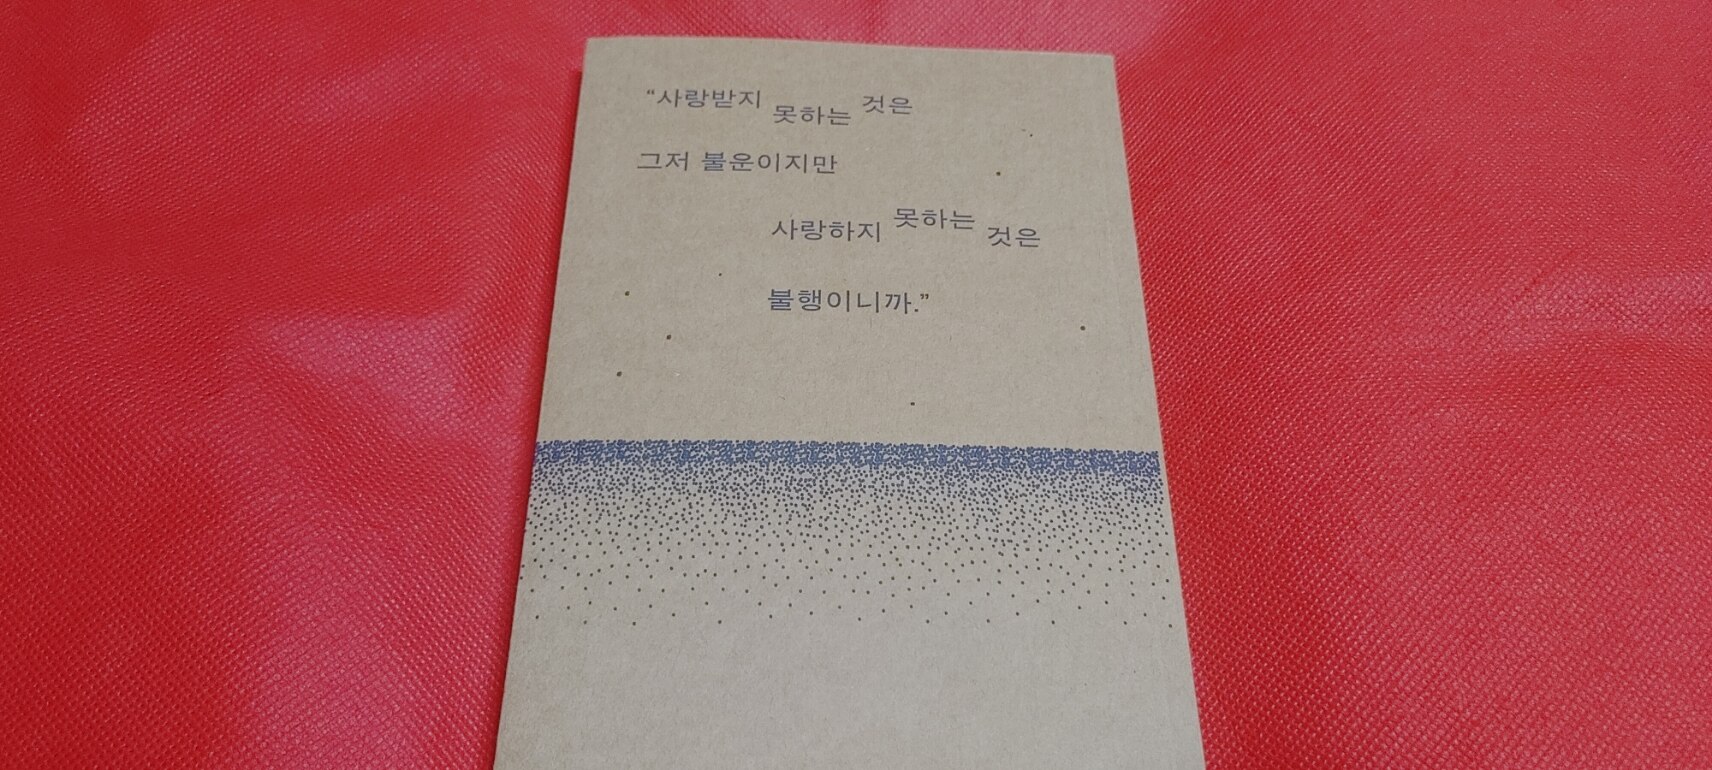 “사랑받지 못하는 것은
그저 불운이지만
사랑하지 못하는 것은
불행이니까.”